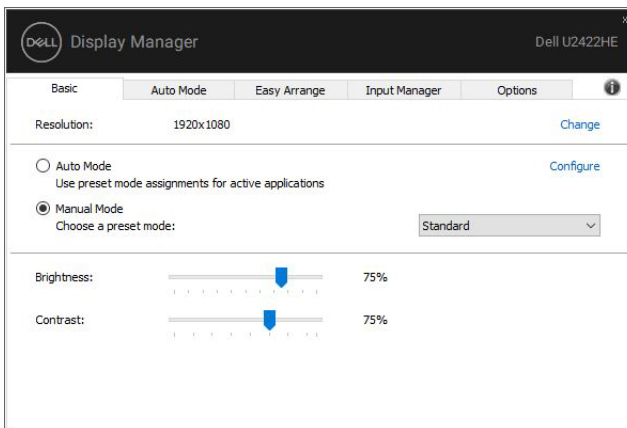 DELL Display Manager Dell U2422HE
Basic Auto Mode Easy Arrange Input Manager Options
Resolution: 1920x1080 Change
Auto Mode Configure
Use preset mode assignments for active applications
Manual Mode
Choose a preset mode: Standard
Brightness: 75%
Contrast: 75%